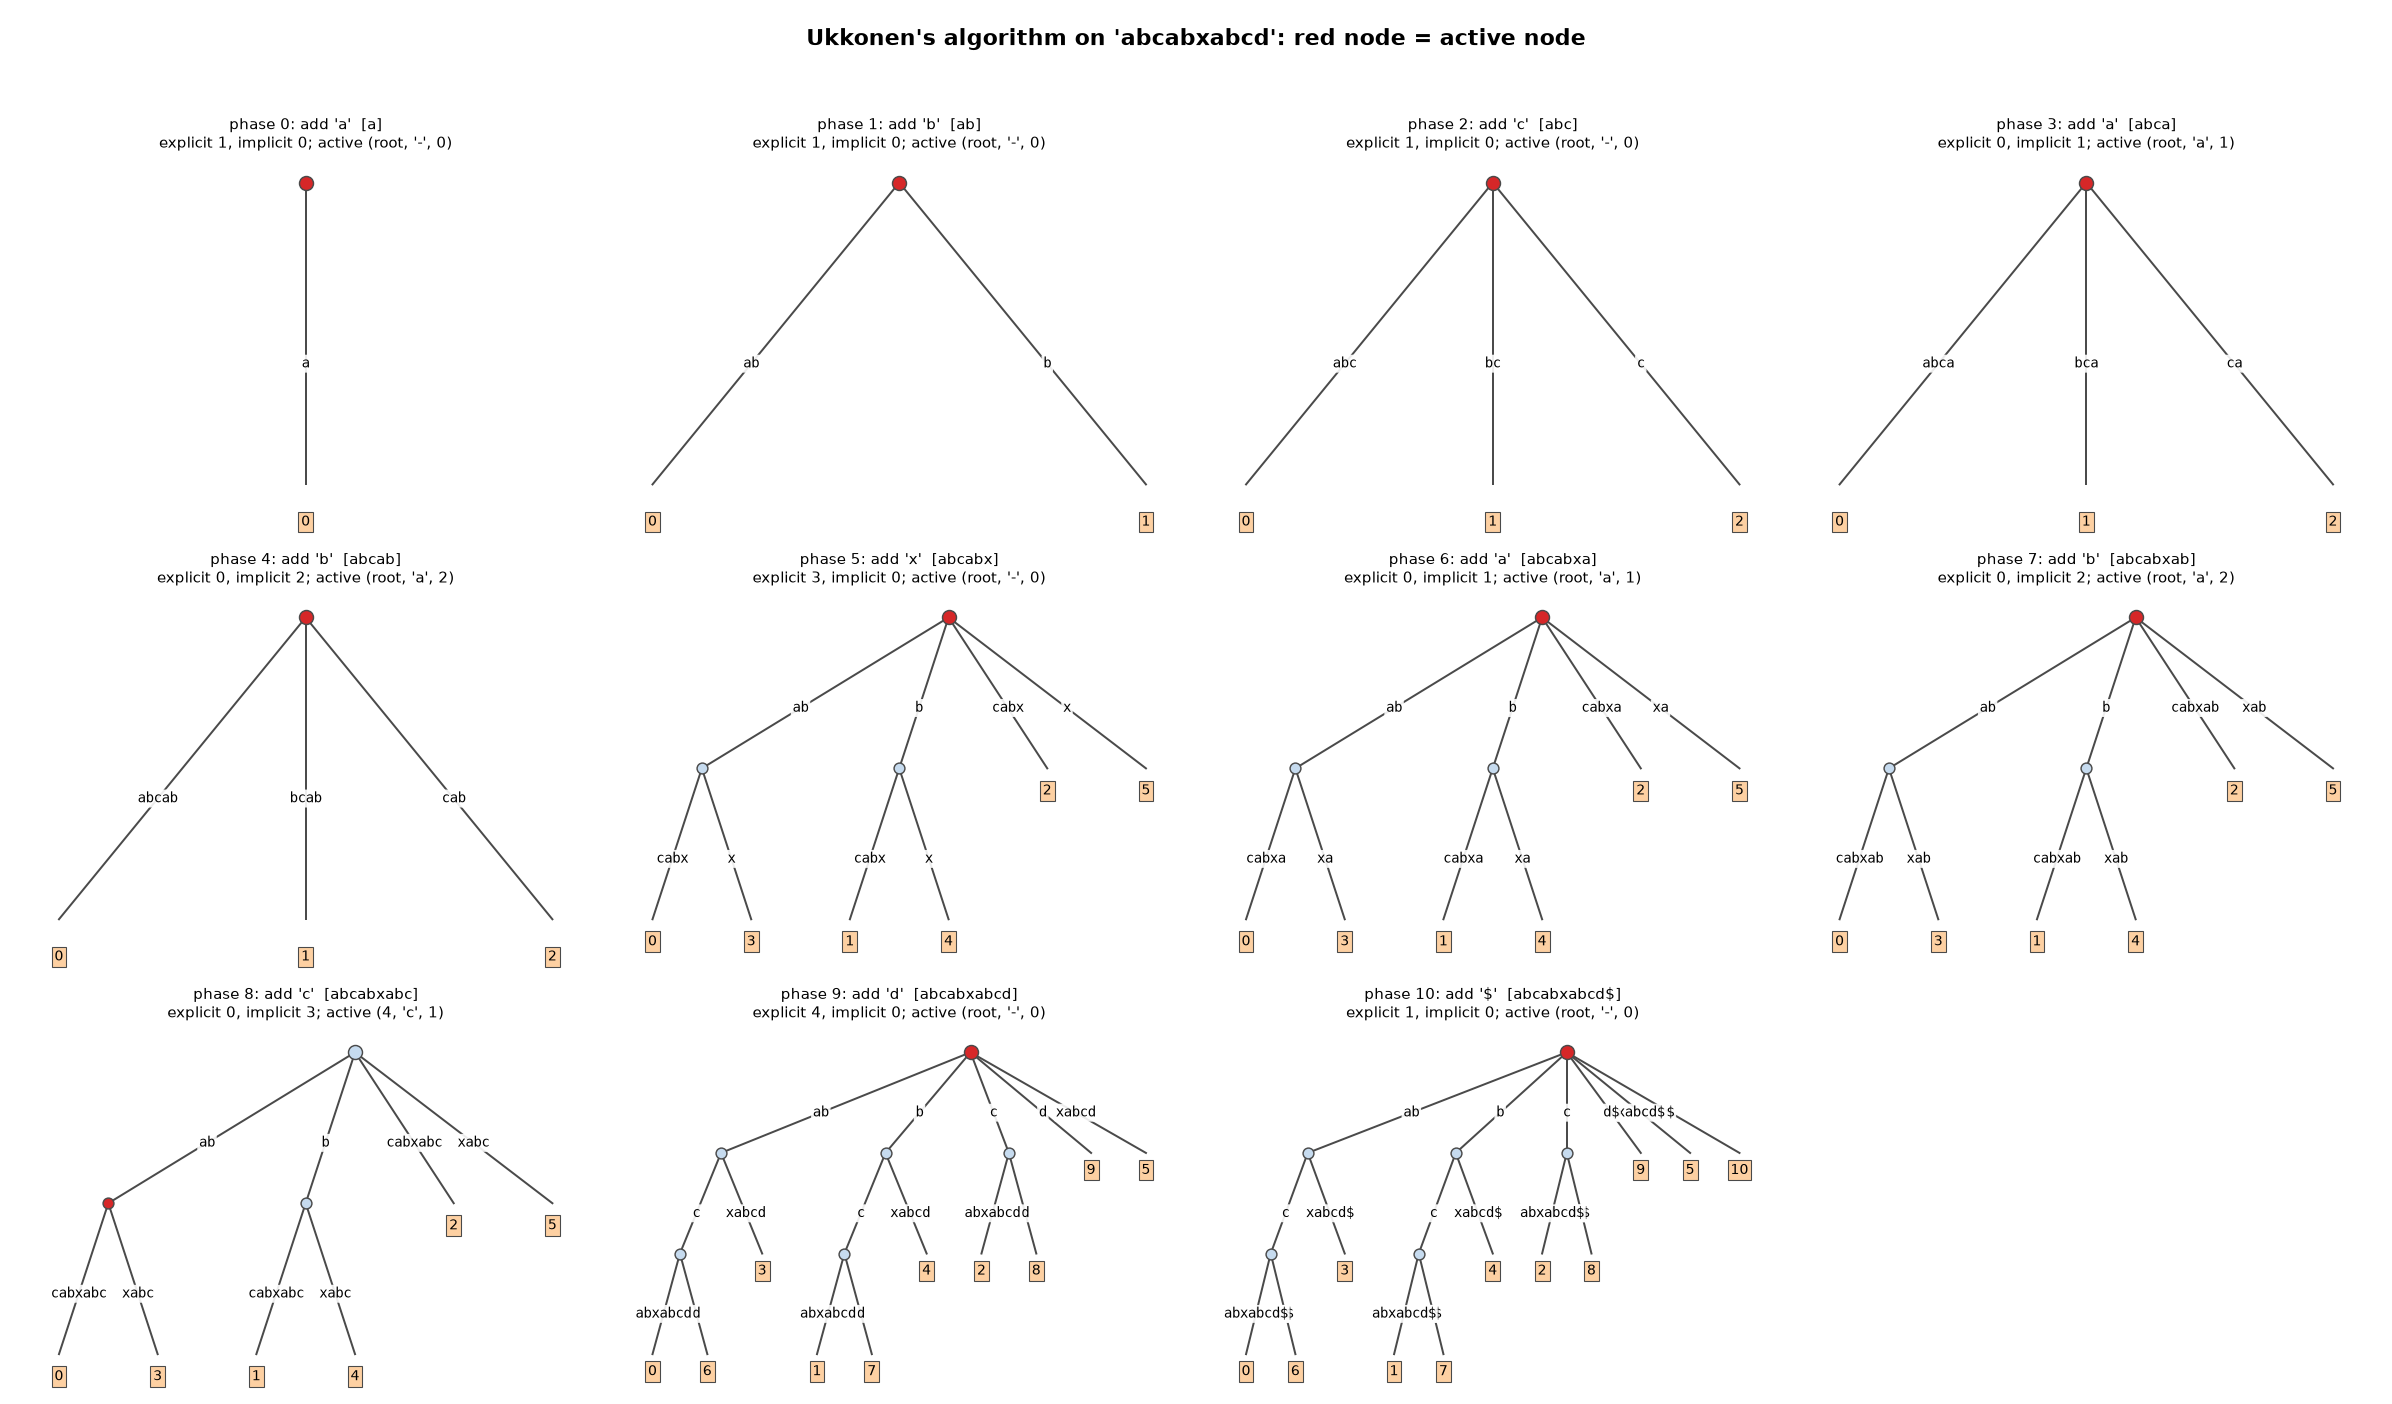 Ukkonen's algorithm on 'abcabxabcd': red node = active node
phase 0: add 'a' [a]
explicit 1, implicit 0; active (root, '-', 0)
a
0
phase 1: add 'b' [ab]
explicit 1, implicit 0; active (root, '-', 0)
ab b
0 1
phase 2: add 'c' [abc]
explicit 1, implicit 0; active (root, '-', 0)
abc bc c
0 1 2
phase 3: add 'a' [abca]
explicit 0, implicit 1; active (root, 'a', 1)
abca bca ca
0 1 2
phase 4: add 'b' [abcab]
explicit 0, implicit 2; active (root, 'a', 2)
abcab bcab cab
0 1 2
phase 5: add 'x' [abcabx]
explicit 3, implicit 0; active (root, '-', 0)
ab b cabx x
2 5
cabx x cabx x
0 3 1 4
phase 6: add 'a' [abcabxa]
explicit 0, implicit 1; active (root, 'a', 1)
ab b cabxa xa
2 5
cabxa xa cabxa xa
0 3 1 4
phase 7: add 'b' [abcabxab]
explicit 0, implicit 2; active (root, 'a', 2)
ab b cabxab xab
2 5
cabxab xab cabxab xab
0 3 1 4
phase 8: add 'c' [abcabxabc]
explicit 0, implicit 3; active (4, 'c', 1)
ab b cabxabc xabc
2 5
cabxabc xabc cabxabc xabc
0 3 1 4
phase 9: add 'd' [abcabxabcd]
explicit 4, implicit 0; active (root, '-', 0)
ab b c d xabcd
9 5
c xabcd c xabcd abxabcd d
3 4 2 8
abxabcd d abxabcd d
0 6 1 7
phase 10: add '$' [abcabxabcd$]
explicit 1, implicit 0; active (root, '-', 0)
ab b c d$ xabcd$ $
9 5 10
c xabcd$ c xabcd$ abxabcd$
3 4 2 8
abxabcd$ abxabcd$
0 6 1 7